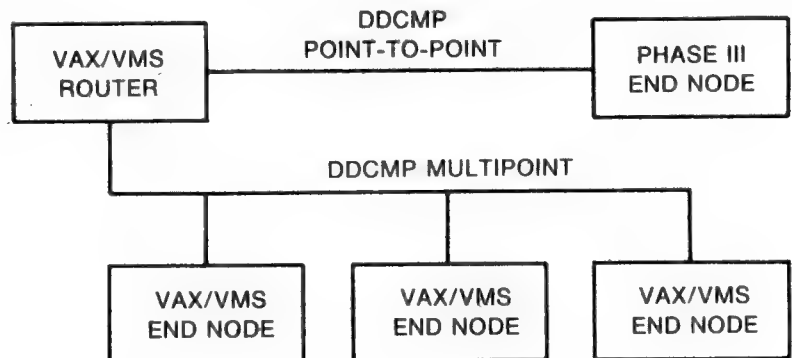 DDCMP
POINT-TO-POINT
VAX/VMS
ROUTER
PHASE III
END NODE
DDCMP MULTIPOINT
VAX/VMS
END NODE
VAX/VMS
END NODE
VAX/VMS
END NODE